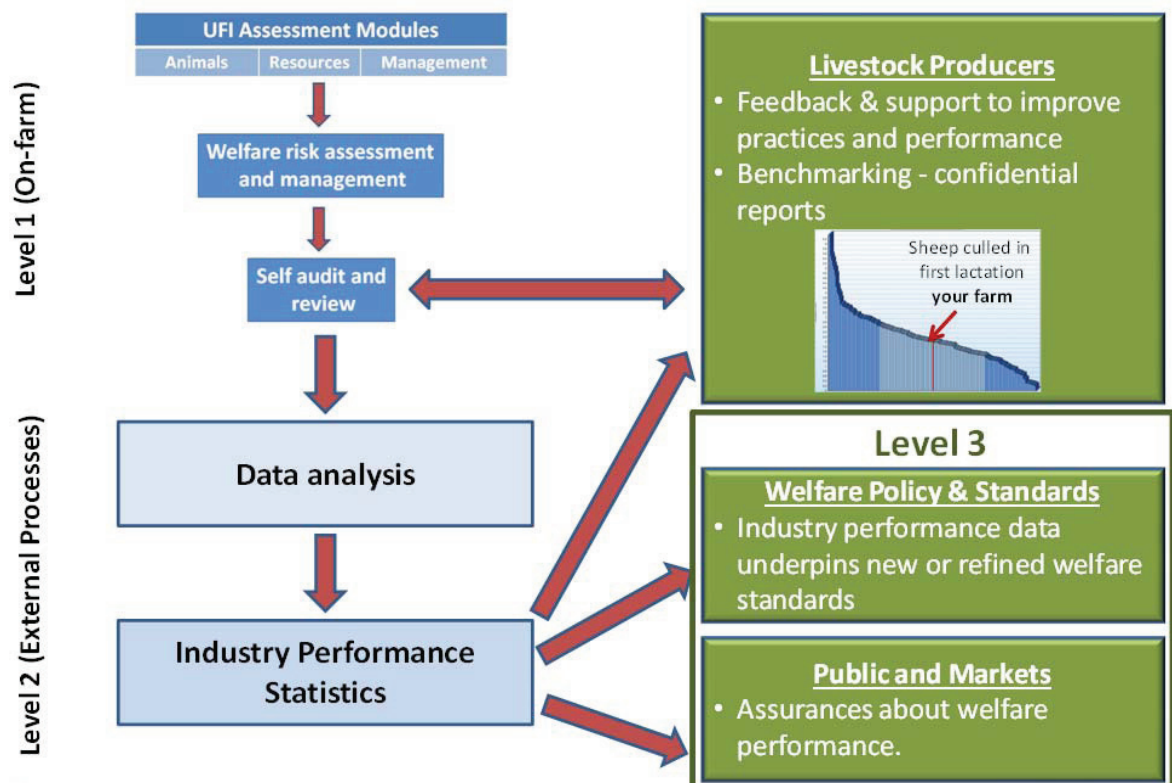 Level 1 (On-farm)
UFI Assessment Modules
Animals Resources Management
Welfare risk assessment
and management
Self audit and
review
Level 2 (External Processes)
Data analysis
Industry Performance
Statistics
Livestock Producers
• Feedback & support to improve
practices and performance
• Benchmarking - confidential
reports
Sheep culled in
first lactation
your farm
Level 3
Welfare Policy & Standards
• Industry performance data
underpins new or refined welfare
standards
Public and Markets
• Assurances about welfare
performance.